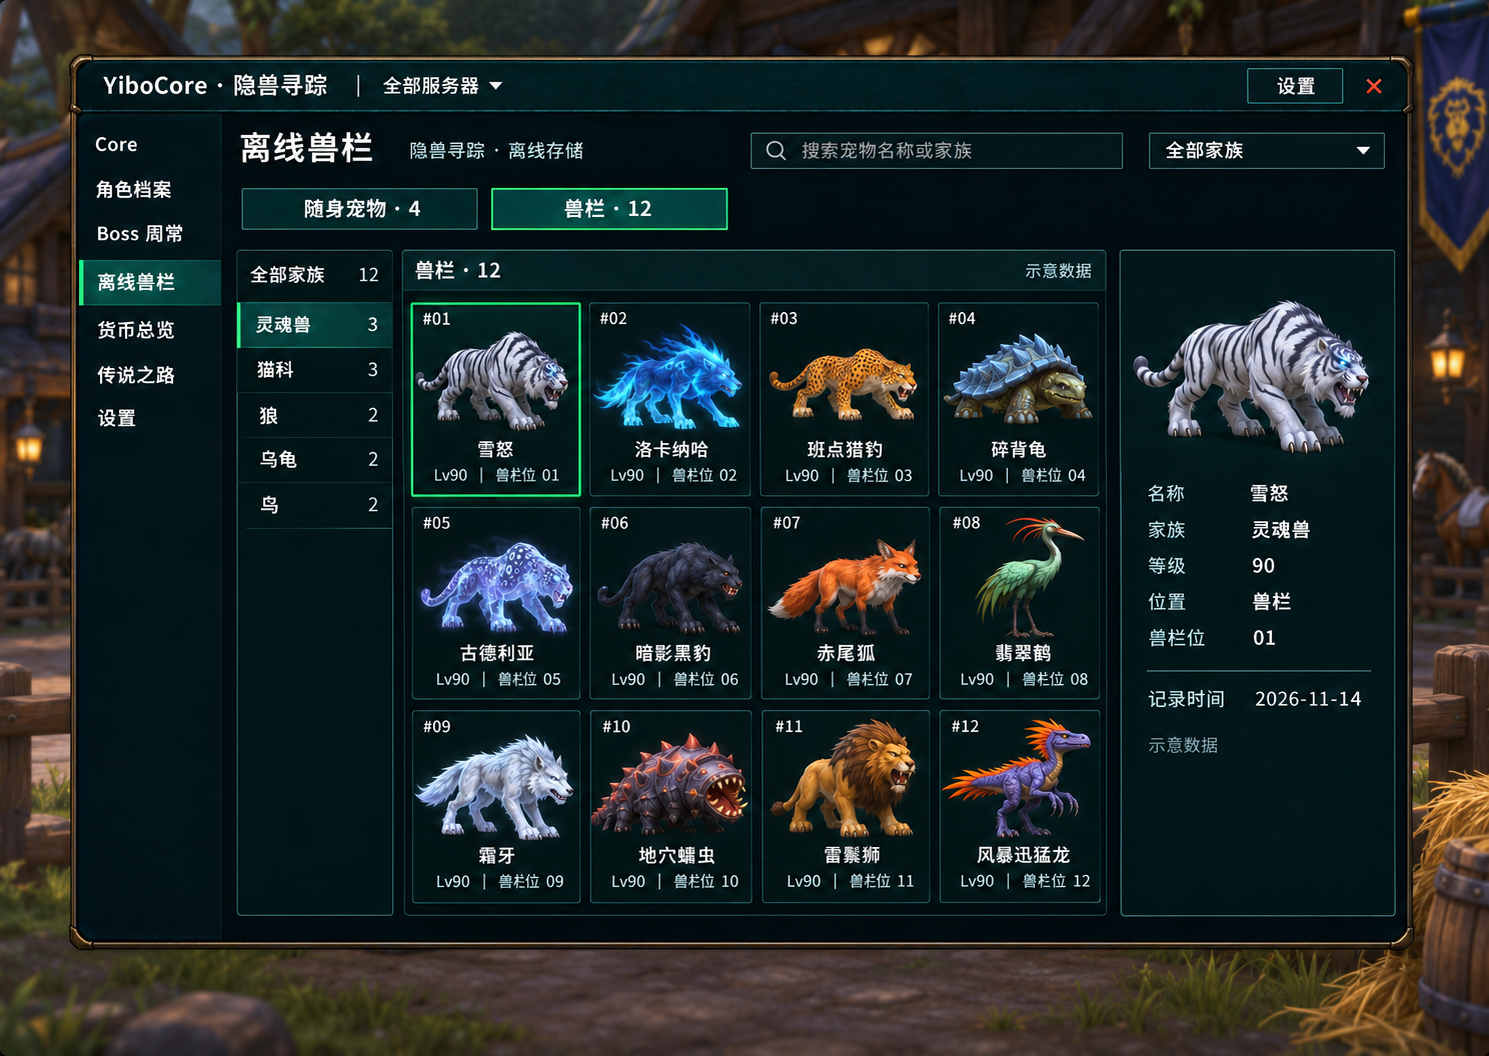 YiboCore · 隐兽寻踪 | 全部服务器
设置
Core
角色档案
Boss 周常
离线兽栏
货币总览
传说之路
设置
离线兽栏
隐兽寻踪 · 离线存储
搜索宠物名称或家族
全部家族
随身宠物 · 4
兽栏 · 12
全部家族 12
灵魂兽 3
猫科 3
狼 2
乌龟 2
鸟 2
兽栏 · 12
示意数据
#01
雪怒
Lv90 | 兽栏位 01
#02
洛卡纳哈
Lv90 | 兽栏位 02
#03
班点猎豹
Lv90 | 兽栏位 03
#04
碎背龟
Lv90 | 兽栏位 04
#05
古德利亚
Lv90 | 兽栏位 05
#06
暗影黑豹
Lv90 | 兽栏位 06
#07
赤尾狐
Lv90 | 兽栏位 07
#08
翡翠鹤
Lv90 | 兽栏位 08
#09
霜牙
Lv90 | 兽栏位 09
#10
地穴蠕虫
Lv90 | 兽栏位 10
#11
雷鬃狮
Lv90 | 兽栏位 11
#12
风暴迅猛龙
Lv90 | 兽栏位 12
名称 雪怒
家族 灵魂兽
等级 90
位置 兽栏
兽栏位 01
记录时间 2026-11-14
示意数据